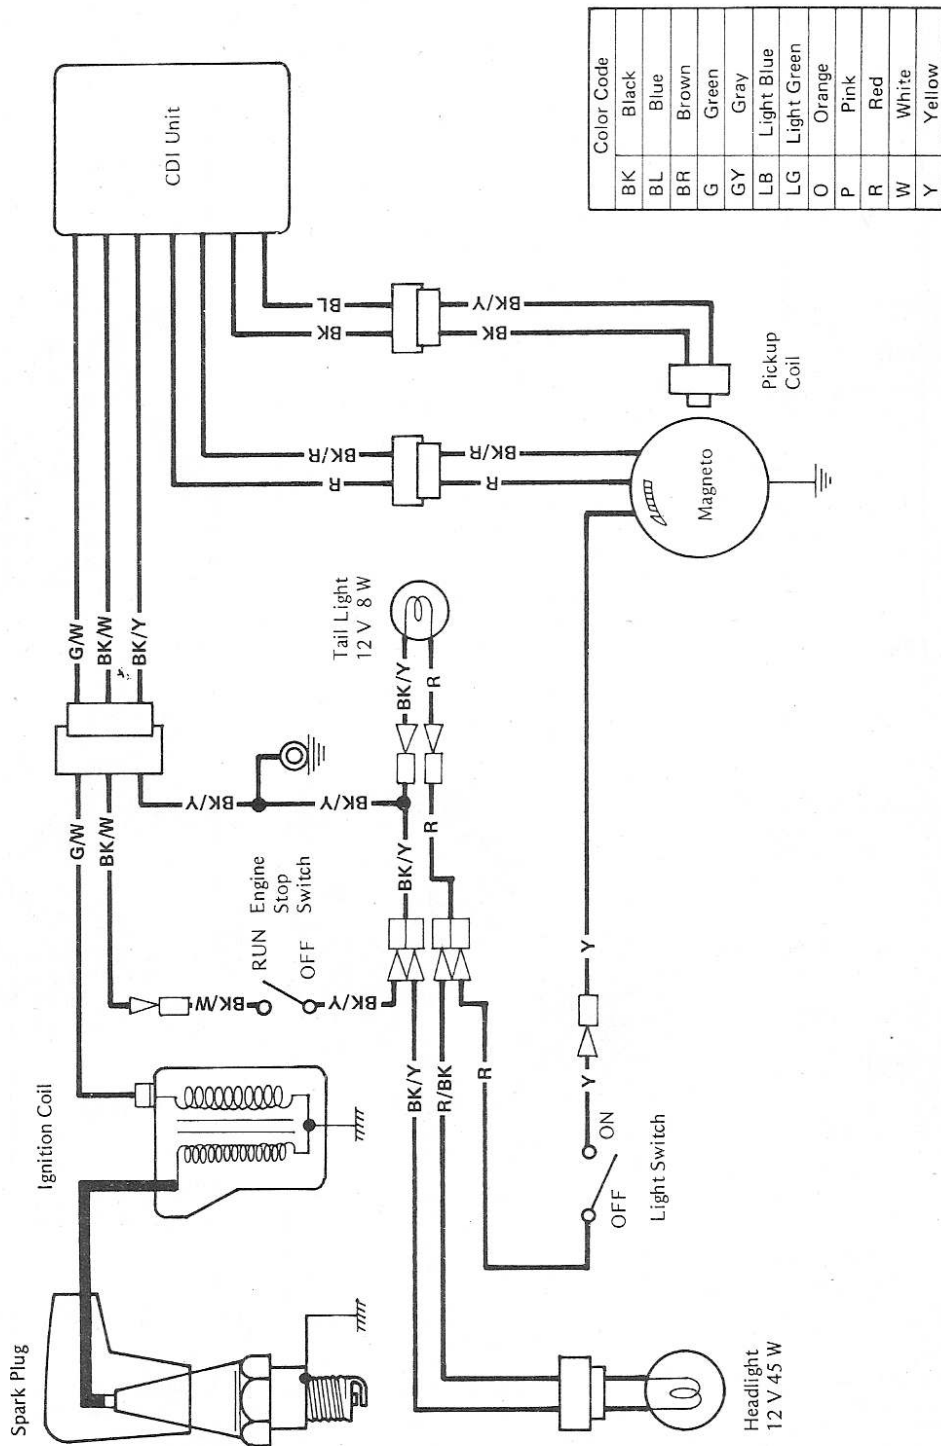 Spark Plug
Ignition Coil
CDI Unit
G/W
G/W
BK/W
BK/W
BK/Y
BK/Y
BK/Y
BK/W
RUN
OFF
Engine
Stop
Switch
BK/Y
Tail Light
12 V 8 W
BK/Y
BK/Y
R
R
BK/Y
R/BK
R
R
R
BK/R
BK/R
BK
BK
BL
BK/Y
Y
Y
ON
OFF
Light Switch
Headlight
12 V 45 W
Magneto
Pickup
Coil
Color Code
BK Black
BL Blue
BR Brown
G Green
GY Gray
LB Light Blue
LG Light Green
O Orange
P Pink
R Red
W White
Y Yellow